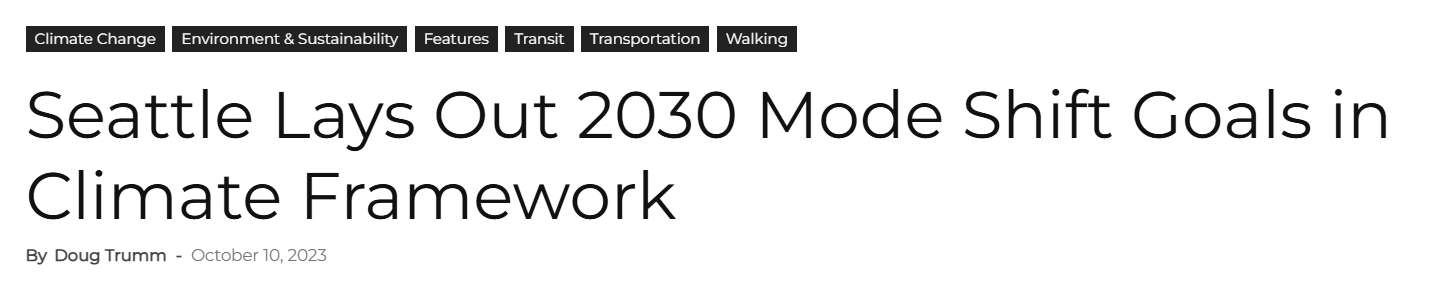 Climate Change Environment & Sustainability Features Transit Transportation Walking
Seattle Lays Out 2030 Mode Shift Goals in
Climate Framework
By Doug Trumm - October 10, 2023